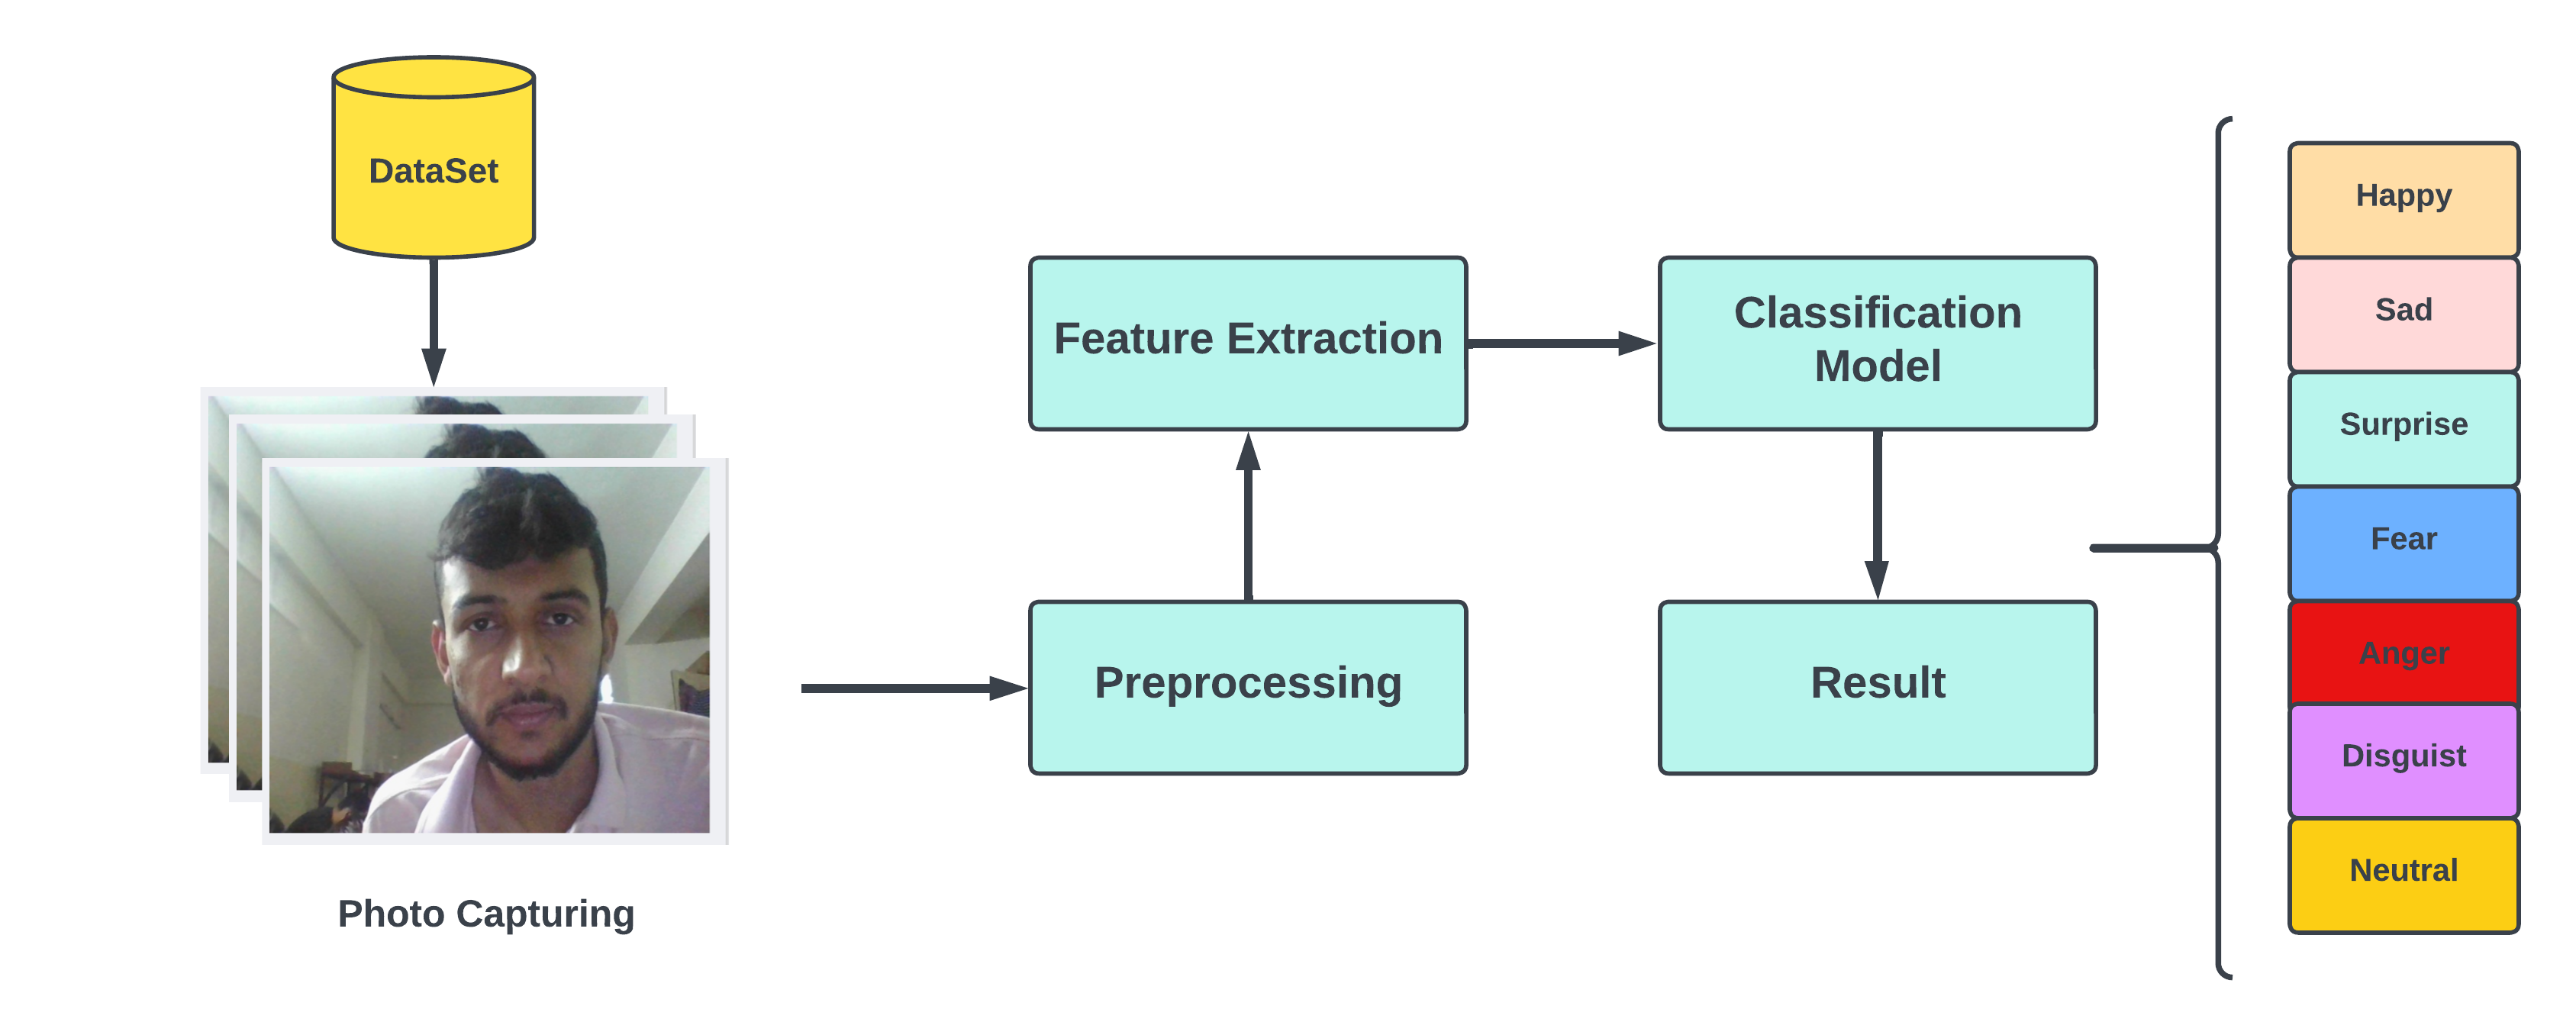 DataSet
Photo Capturing
Feature Extraction
Preprocessing
Classification
Model
Result
Happy
Sad
Surprise
Fear
Anger
Disguist
Neutral